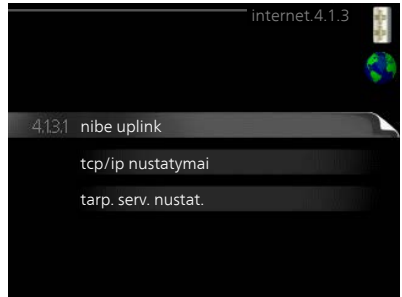 internet.4.1.3
4.1.3.1 nibe uplink
tcp/ip nustatymai
tarp. serv. nustat.